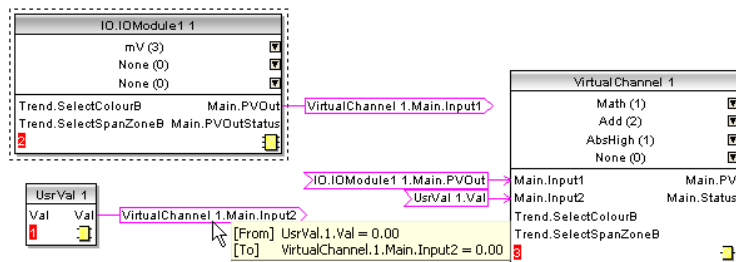 IO.IOModule1 1
mV (3)
None (0)
None (0)
Trend.SelectColourB Main.PVOut
Trend.SelectSpanZoneB Main.PVOutStatus
2
VirtualChannel 1.Main.Input1
VirtualChannel 1
Math (1)
Add (2)
AbsHigh (1)
None (0)
IO.IOModule1 1.Main.PVOut
Main.Input1 Main.PV
UsrVal 1.Val
Main.Input2 Main.Status
Trend.SelectColourB
Trend.SelectSpanZoneB
3
UsrVal 1
Val Val
1
VirtualChannel 1.Main.Input2
[From] UsrVal.1.Val = 0.00
[To] VirtualChannel.1.Main.Input2 = 0.00